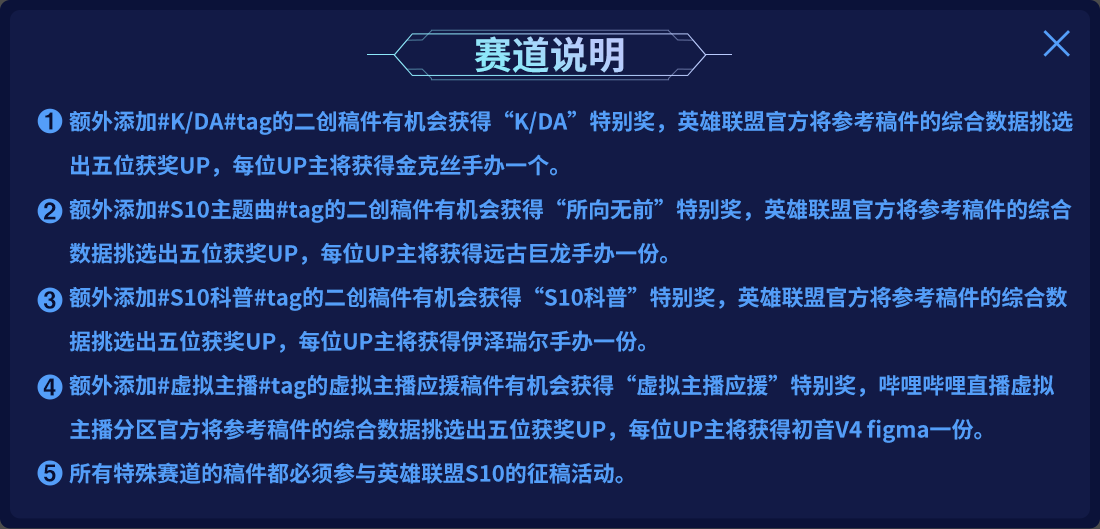 赛道说明
❶ 额外添加#K/DA#tag的二创稿件有机会获得“K/DA”特别奖，英雄联盟官方将参考稿件的综合数据挑选
出五位获奖UP，每位UP主将获得金克丝手办一个。
❷ 额外添加#S10主题曲#tag的二创稿件有机会获得“所向无前”特别奖，英雄联盟官方将参考稿件的综合
数据挑选出五位获奖UP，每位UP主将获得远古巨龙手办一份。
❸ 额外添加#S10科普#tag的二创稿件有机会获得“S10科普”特别奖，英雄联盟官方将参考稿件的综合数
据挑选出五位获奖UP，每位UP主将获得伊泽瑞尔手办一份。
❹ 额外添加#虚拟主播#tag的虚拟主播应援稿件有机会获得“虚拟主播应援”特别奖，哔哩哔哩直播虚拟
主播分区官方将参考稿件的综合数据挑选出五位获奖UP，每位UP主将获得初音V4 figma一份。
❺ 所有特殊赛道的稿件都必须参与英雄联盟S10的征稿活动。